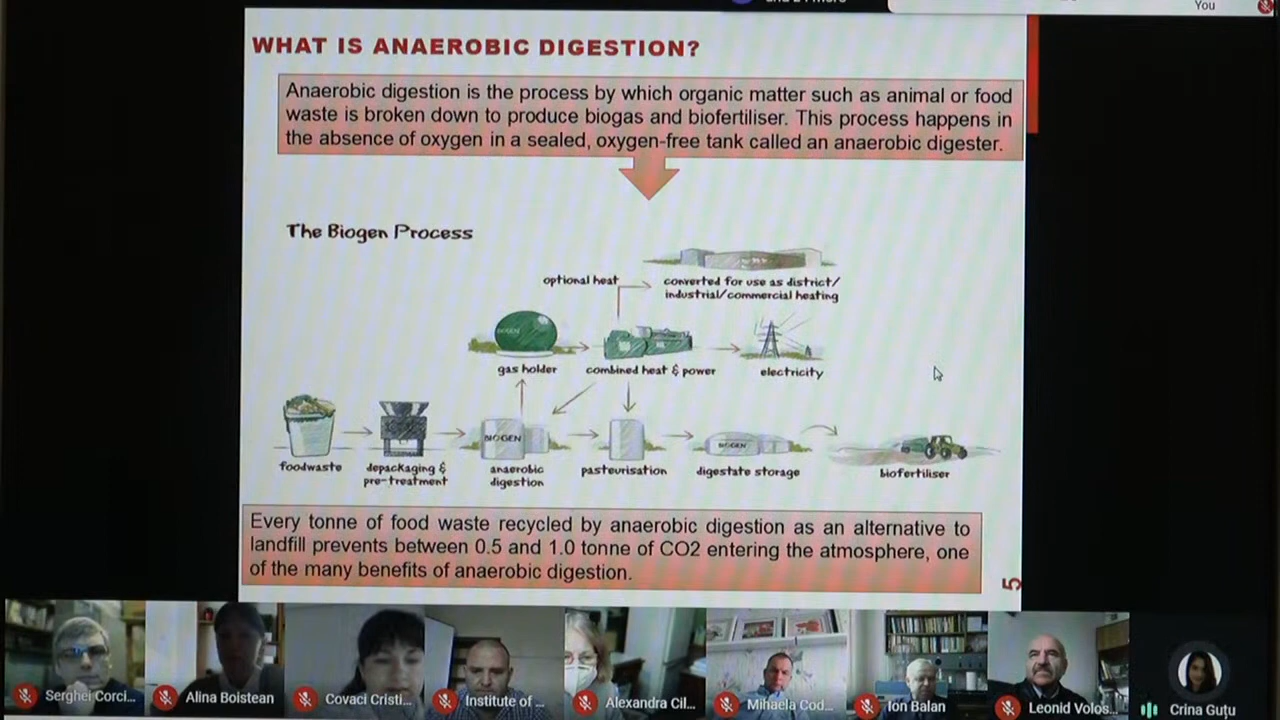 You
WHAT IS ANAEROBIC DIGESTION?
Anaerobic digestion is the process by which organic matter such as animal or food
waste is broken down to produce biogas and biofertiliser. This process happens in
the absence of oxygen in a sealed, oxygen-free tank called an anaerobic digester.
The Biogen Process
optional heat
converted for use as district/
industrial/commercial heating
BIOGEN
gas holder
combined heat & power
electricity
BIOGEN
BIOGEN
foodwaste
depackaging &
pre-treatment
anaerobic
digestion
pasteurisation
digestate storage
biofertiliser
Every tonne of food waste recycled by anaerobic digestion as an alternative to
landfill prevents between 0.5 and 1.0 tonne of CO2 entering the atmosphere, one
of the many benefits of anaerobic digestion.
5
Serghei Corci...
Alina Boistean
Covaci Cristi...
Institute of ...
Alexandra Cil...
Mihaela Cod...
Ion Balan
Leonid Volos...
Crina Guțu